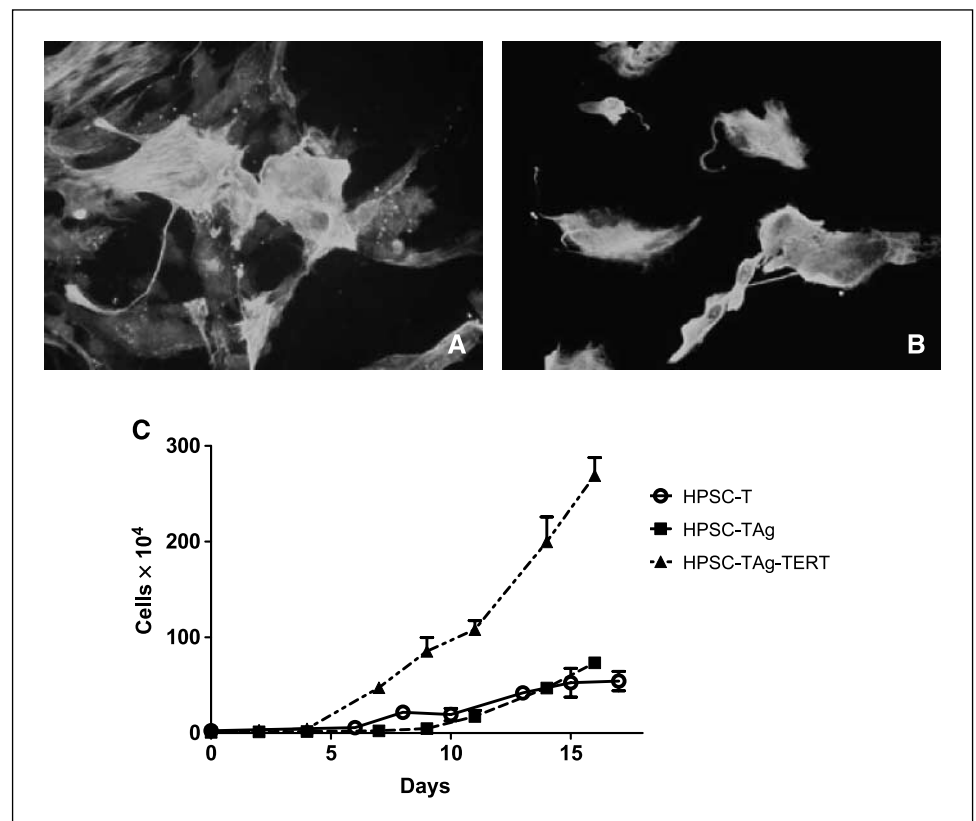 A
B
C
300
200
100
0
Cells × 10⁴
0 5 10 15
Days
HPSC-T
HPSC-TAg
HPSC-TAg-TERT